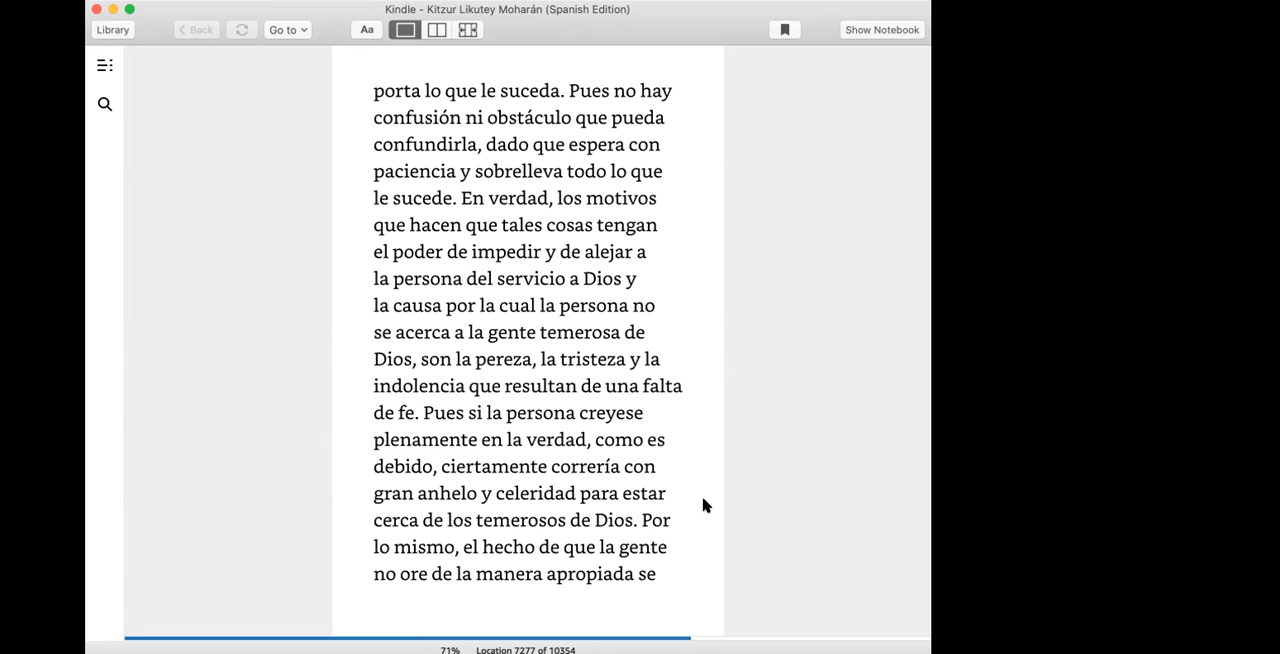 Kindle - Kitzur Likutey Moharán (Spanish Edition)
Library
Back
Go to
Aa
Show Notebook
porta lo que le suceda. Pues no hay
confusión ni obstáculo que pueda
confundirla, dado que espera con
paciencia y sobrelleva todo lo que
le sucede. En verdad, los motivos
que hacen que tales cosas tengan
el poder de impedir y de alejar a
la persona del servicio a Dios y
la causa por la cual la persona no
se acerca a la gente temerosa de
Dios, son la pereza, la tristeza y la
indolencia que resultan de una falta
de fe. Pues si la persona creyese
plenamente en la verdad, como es
debido, ciertamente correría con
gran anhelo y celeridad para estar
cerca de los temerosos de Dios. Por
lo mismo, el hecho de que la gente
no ore de la manera apropiada se
71% Location 7277 of 10354